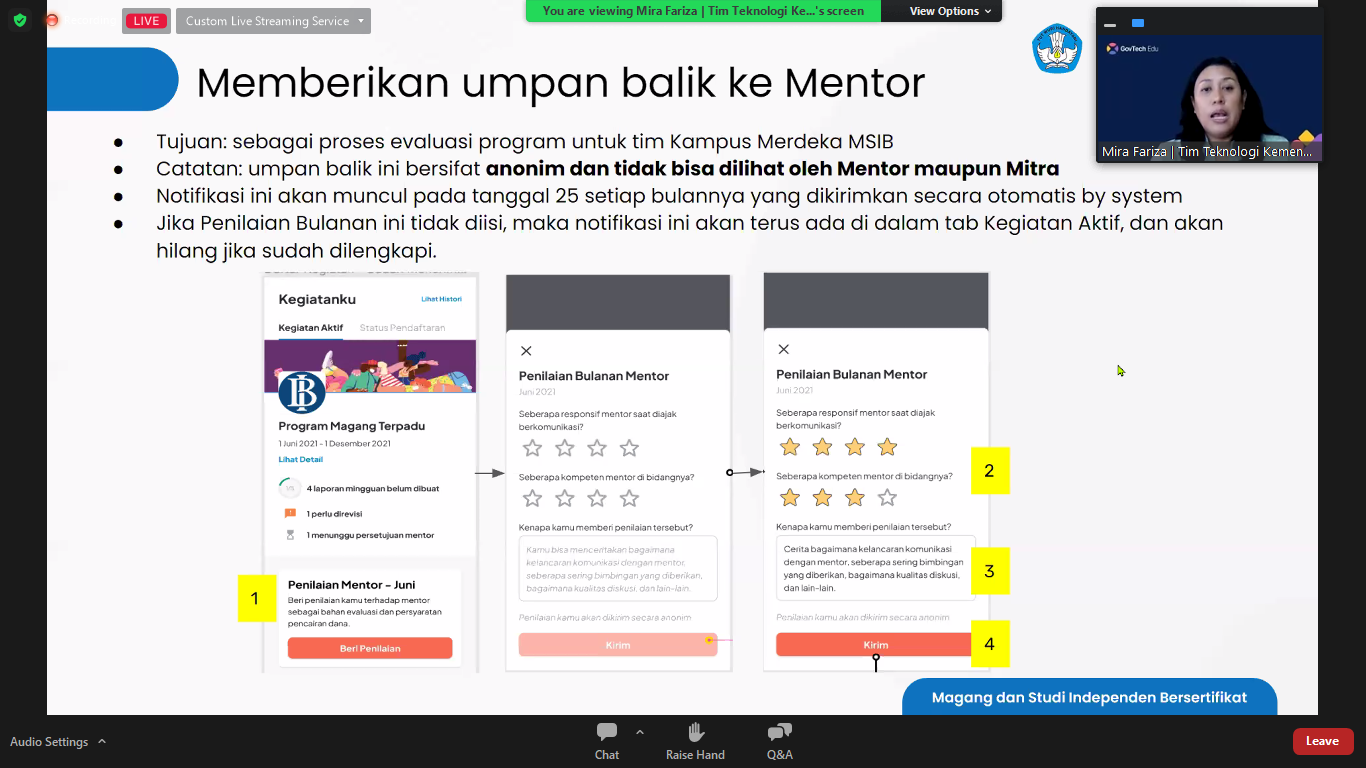 Recording
LIVE
Custom Live Streaming Service
You are viewing Mira Fariza | Tim Teknologi Ke...'s screen
View Options
GovTech Edu
Mira Fariza | Tim Teknologi Kemen...
Memberikan umpan balik ke Mentor
● Tujuan: sebagai proses evaluasi program untuk tim Kampus Merdeka MSIB
● Catatan: umpan balik ini bersifat anonim dan tidak bisa dilihat oleh Mentor maupun Mitra
● Notifikasi ini akan muncul pada tanggal 25 setiap bulannya yang dikirimkan secara otomatis by system
● Jika Penilaian Bulanan ini tidak diisi, maka notifikasi ini akan terus ada di dalam tab Kegiatan Aktif, dan akan
hilang jika sudah dilengkapi.
Kegiatanku
Lihat Histori
Kegiatan Aktif
Status Pendaftaran
Program Magang Terpadu
1 Juni 2021 - 1 Desember 2021
Lihat Detail
4 laporan mingguan belum dibuat
1 perlu direvisi
1 menunggu persetujuan mentor
1
Penilaian Mentor - Juni
Beri penilaian kamu terhadap mentor
sebagai bahan evaluasi dan persyaratan
pencairan dana.
Beri Penilaian
Penilaian Bulanan Mentor
Juni 2021
Seberapa responsif mentor saat diajak
berkomunikasi?
Seberapa kompeten mentor di bidangnya?
Kenapa kamu memberi penilaian tersebut?
Kamu bisa menceritakan bagaimana
kelancaran komunikasi dengan mentor,
seberapa sering bimbingan yang diberikan,
bagaimana kualitas diskusi, dan lain-lain.
Penilaian kamu akan dikirim secara anonim
Kirim
Penilaian Bulanan Mentor
Juni 2021
Seberapa responsif mentor saat diajak
berkomunikasi?
2
Seberapa kompeten mentor di bidangnya?
Kenapa kamu memberi penilaian tersebut?
3
Cerita bagaimana kelancaran komunikasi
dengan mentor, seberapa sering bimbingan
yang diberikan, bagaimana kualitas diskusi,
dan lain-lain.
Penilaian kamu akan dikirim secara anonim
Kirim
4
Magang dan Studi Independen Bersertifikat
Audio Settings
Chat
Raise Hand
Q&A
Leave